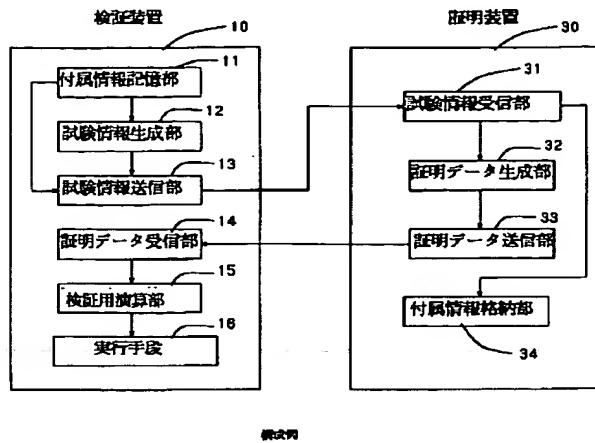 検証装置
10
付属情報記憶部
11
試験情報生成部
12
試験情報送信部
13
証明データ受信部
14
検証用演算部
15
実行手段
16
証明装置
30
試験情報受信部
31
証明データ生成部
32
証明データ送信部
33
付属情報格納部
34
構成例